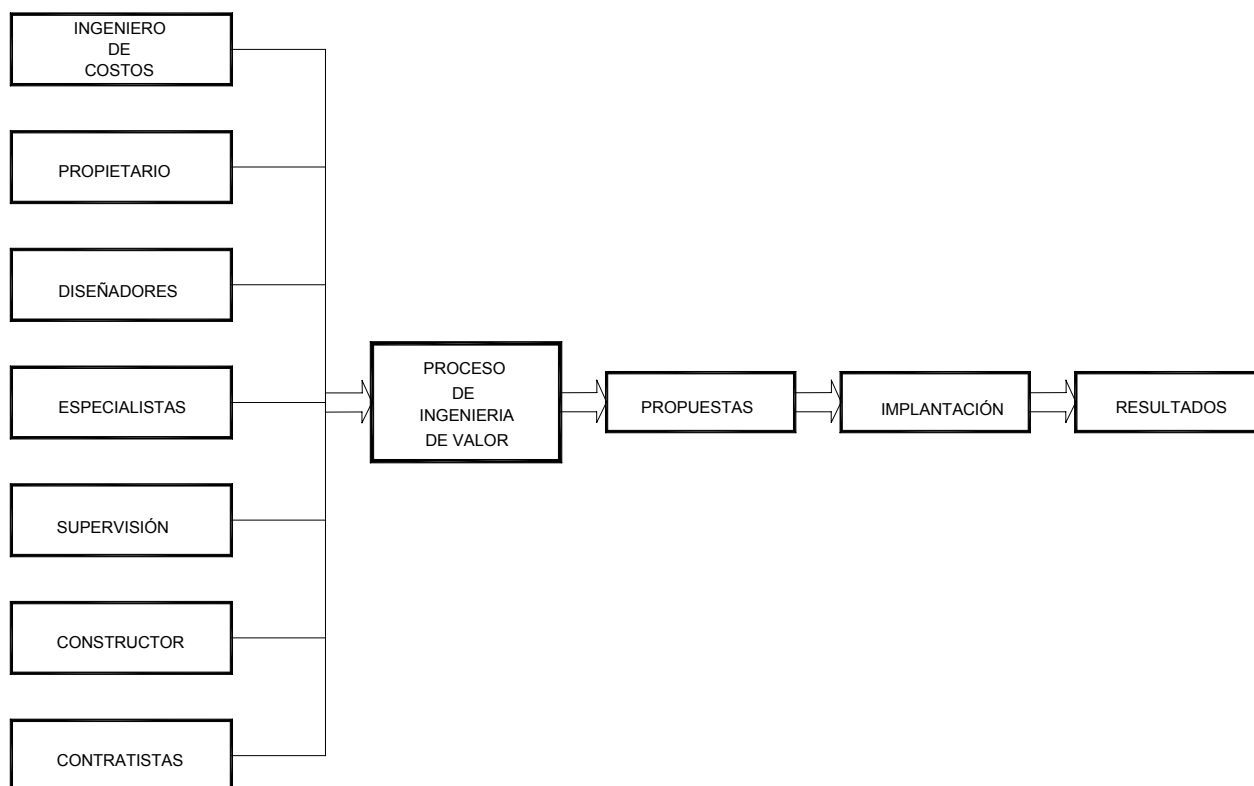 INGENIERO
DE
COSTOS
PROPIETARIO
DISEÑADORES
ESPECIALISTAS
SUPERVISIÓN
CONSTRUCTOR
CONTRATISTAS
PROCESO
DE
INGENIERIA
DE VALOR
PROPUESTAS
IMPLANTACIÓN
RESULTADOS